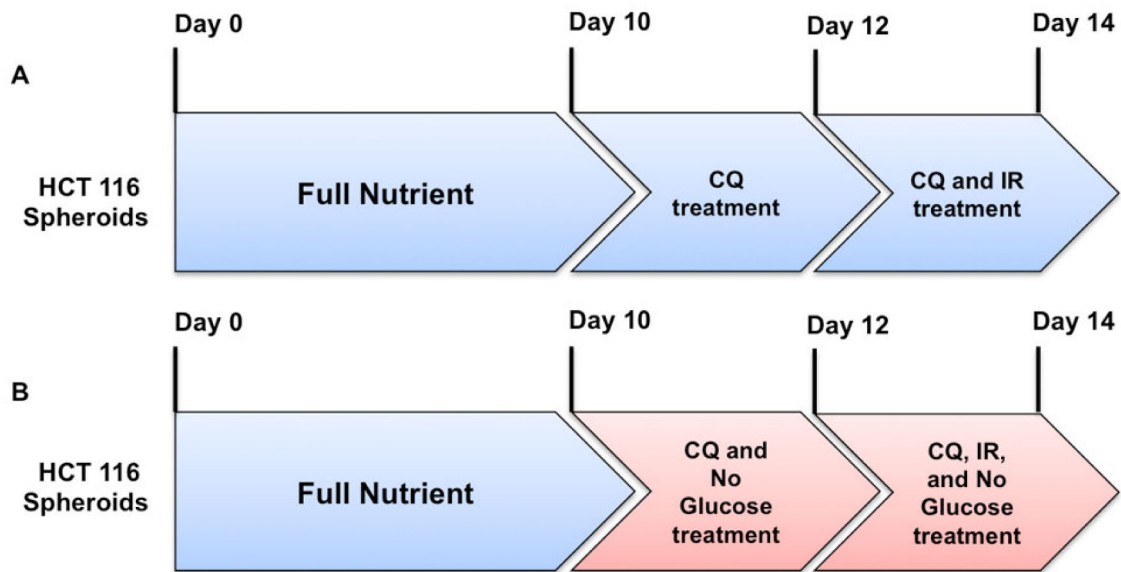 Day 0
Day 10
Day 12
Day 14
A
HCT 116
Spheroids
Full Nutrient
CQ
treatment
CQ and IR
treatment
Day 0
Day 10
Day 12
Day 14
B
HCT 116
Spheroids
Full Nutrient
CQ and
No
Glucose
treatment
CQ, IR,
and No
Glucose
treatment